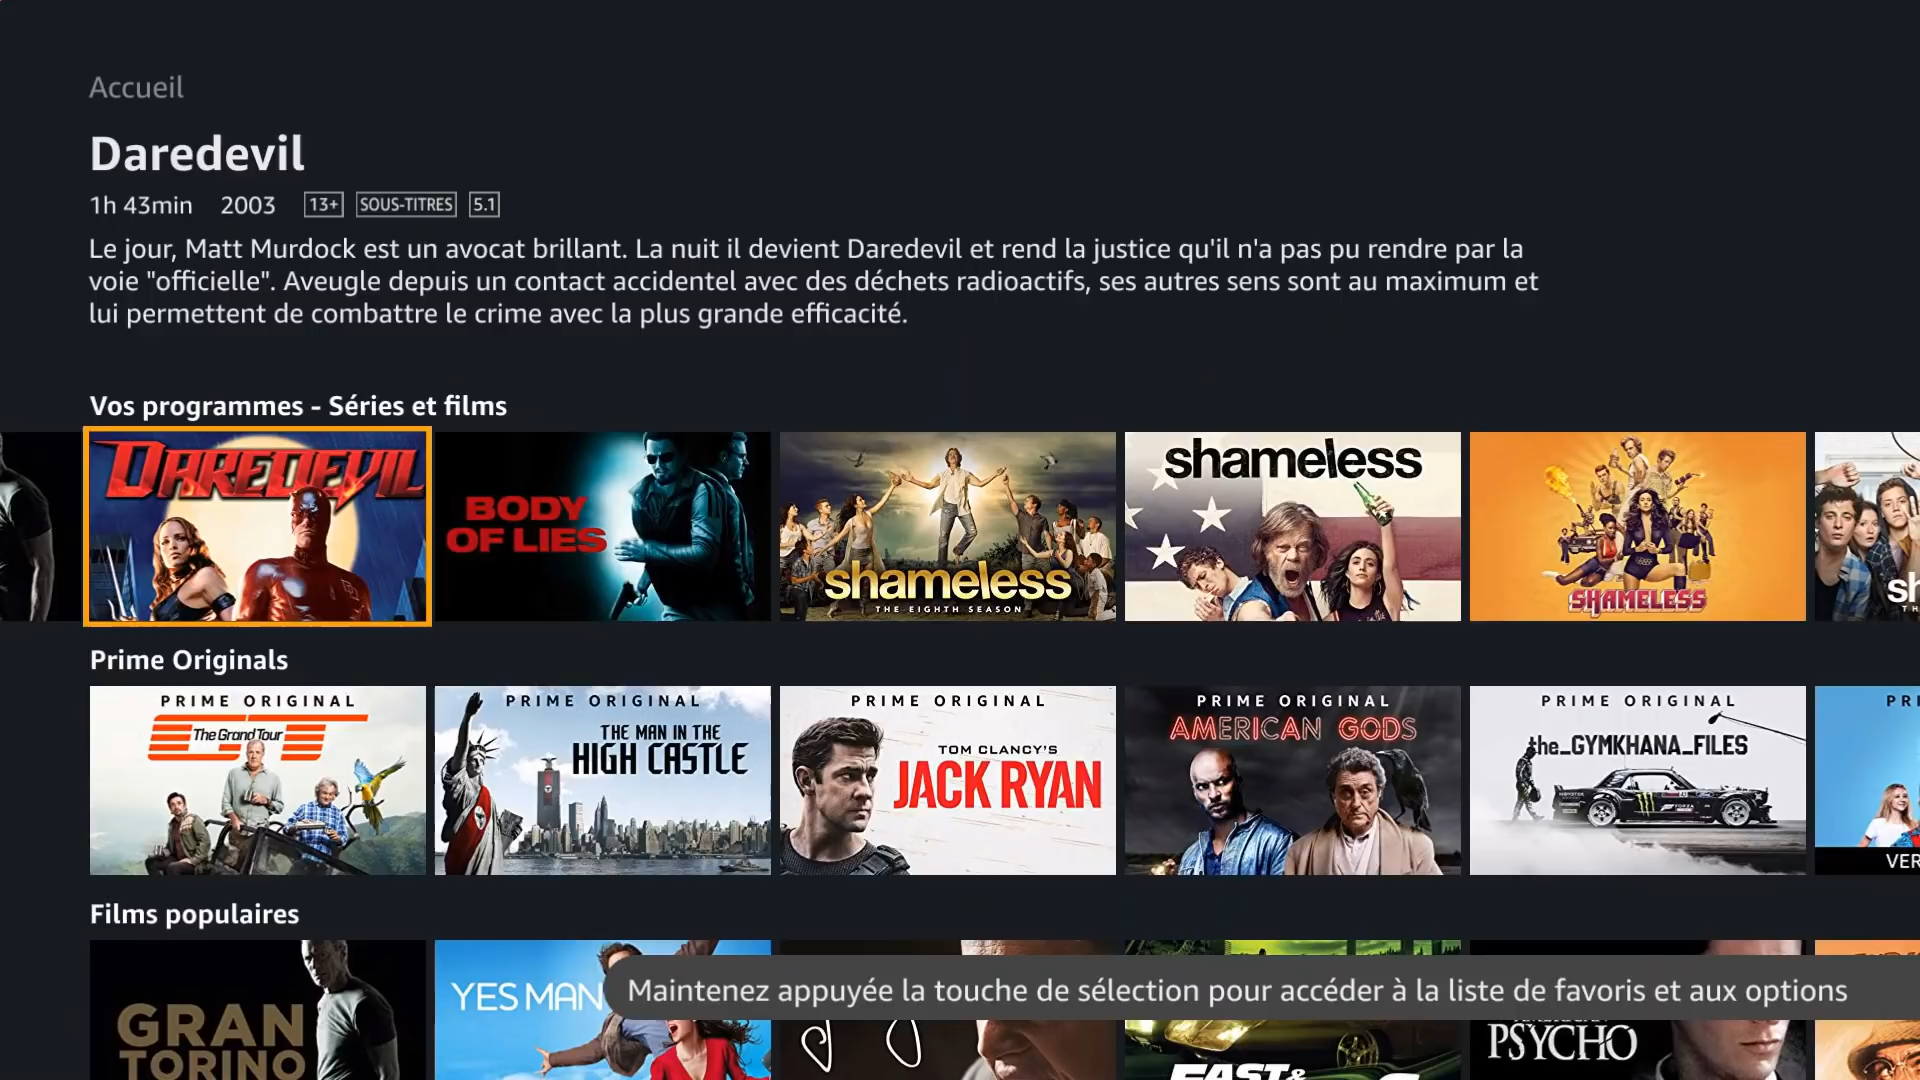 Accueil
Daredevil
1h 43min 2003 13+ SOUS-TITRES 5.1
Le jour, Matt Murdock est un avocat brillant. La nuit il devient Daredevil et rend la justice qu'il n'a pas pu rendre par la
voie "officielle". Aveugle depuis un contact accidentel avec des déchets radioactifs, ses autres sens sont au maximum et
lui permettent de combattre le crime avec la plus grande efficacité.
Vos programmes - Séries et films
DAREDEVIL
BODY
OF LIES
shameless
THE EIGHTH SEASON
shameless
SHAMELESS
sh
Prime Originals
PRIME ORIGINAL
The Grand Tour
PRIME ORIGINAL
THE MAN IN THE
HIGH CASTLE
PRIME ORIGINAL
TOM CLANCY'S
JACK RYAN
PRIME ORIGINAL
AMERICAN GODS
PRIME ORIGINAL
the_GYMKHANA_FILES
PRI
VER
Films populaires
GRAN
TORINO
YES MAN
Maintenez appuyée la touche de sélection pour accéder à la liste de favoris et aux options
FAST &
AMERICAN
PSYCHO